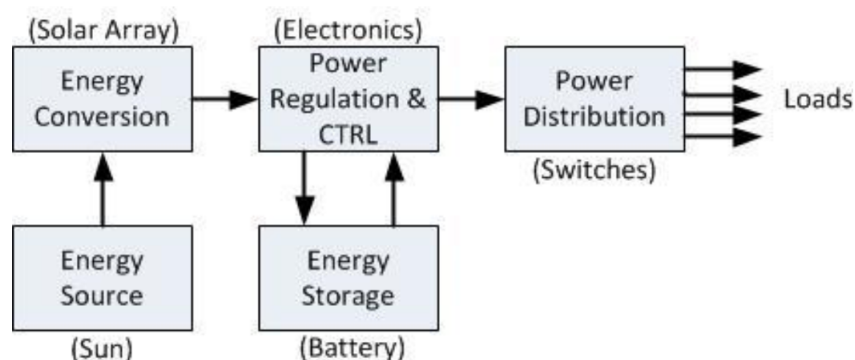 (Solar Array)
Energy
Conversion
(Electronics)
Power
Regulation &
CTRL
Power
Distribution
(Switches)
Loads
Energy
Source
(Sun)
Energy
Storage
(Battery)